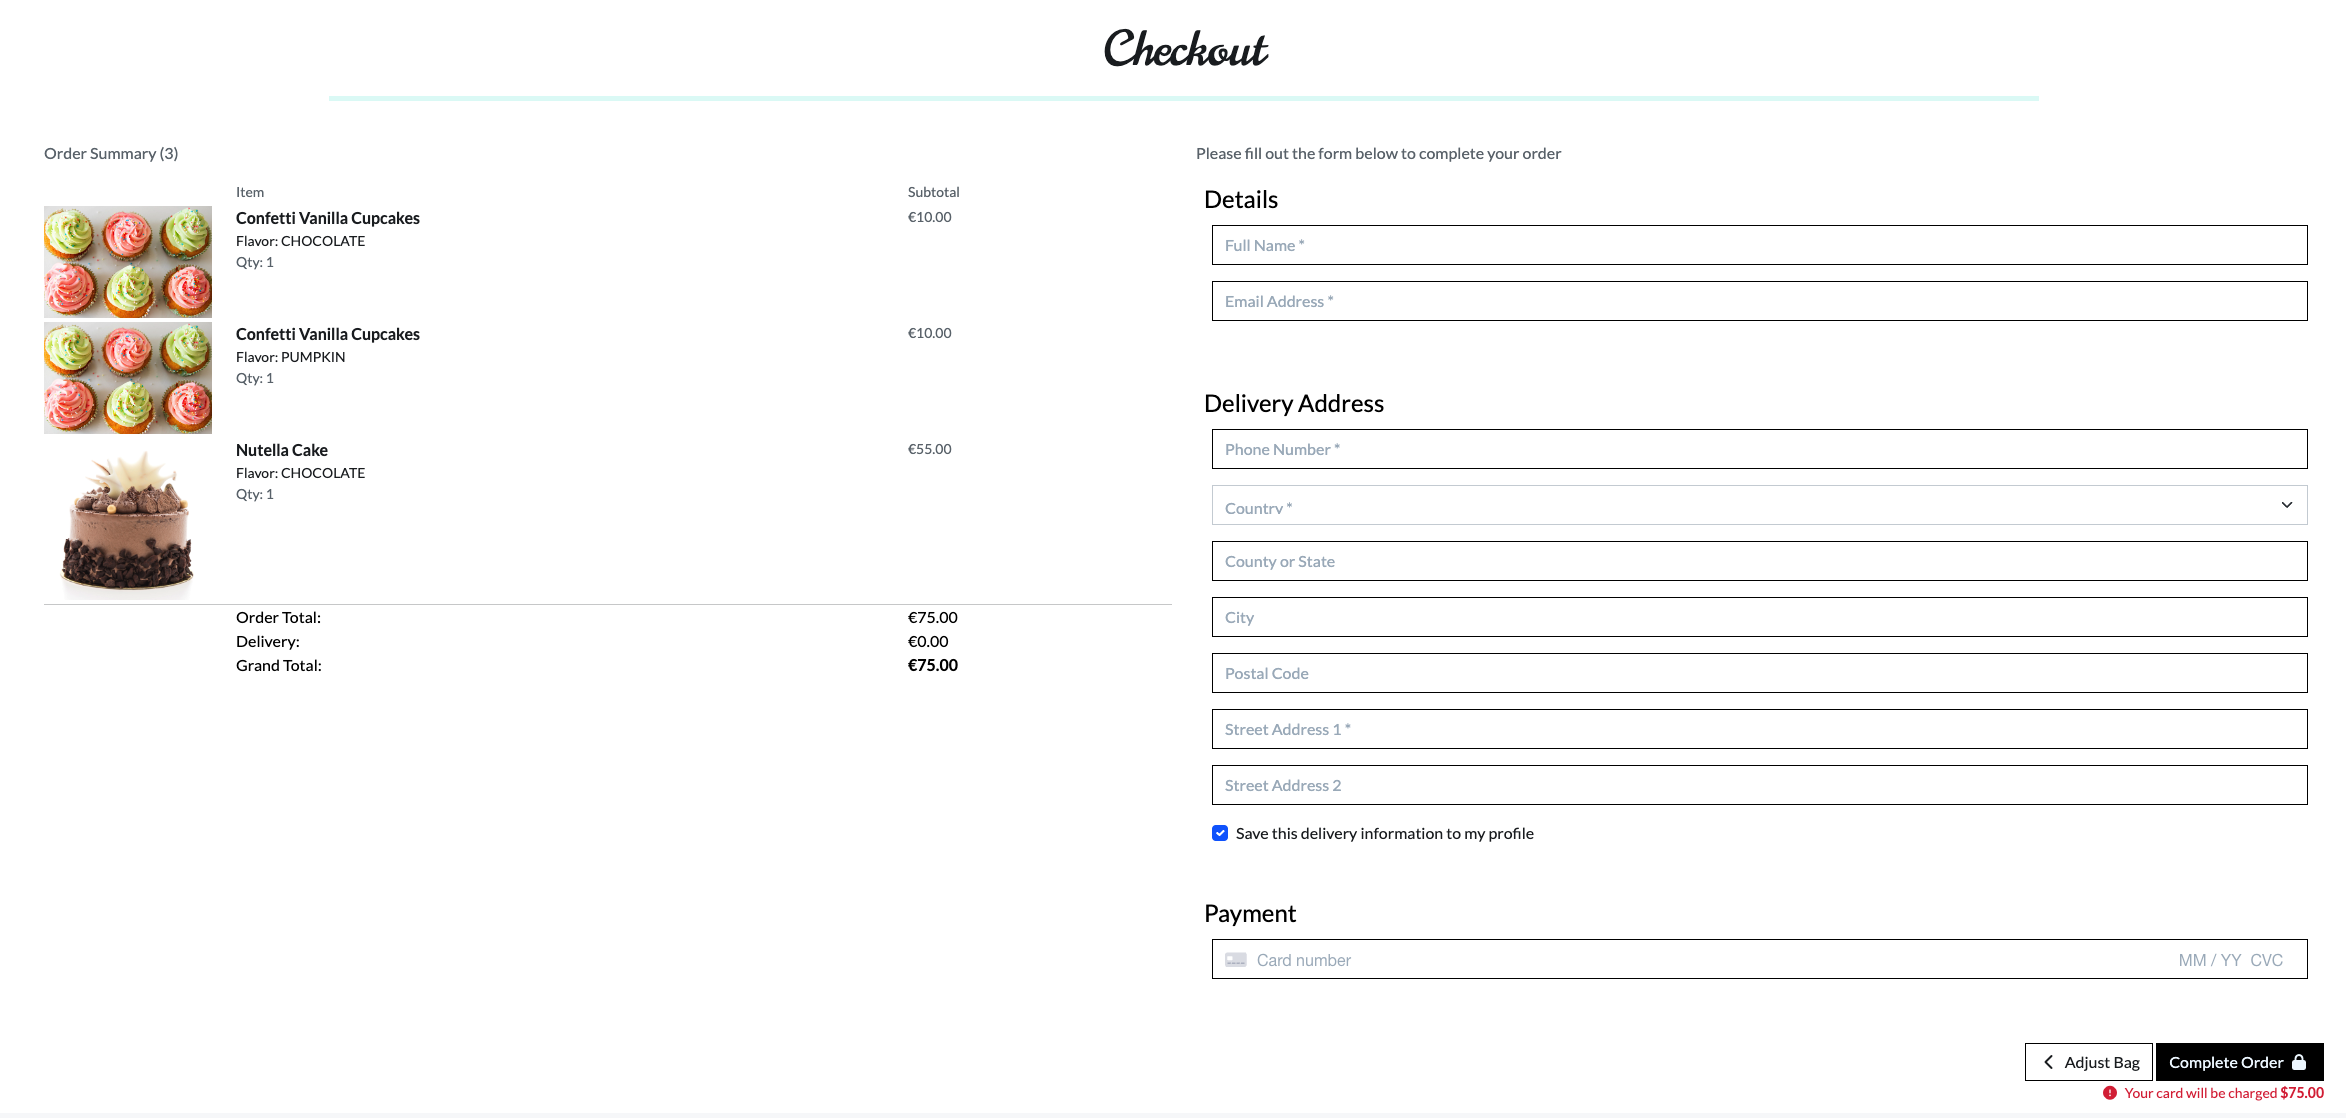 Checkout
Order Summary (3)
Item Subtotal
Confetti Vanilla Cupcakes €10.00
Flavor: CHOCOLATE
Qty: 1
Confetti Vanilla Cupcakes €10.00
Flavor: PUMPKIN
Qty: 1
Nutella Cake €55.00
Flavor: CHOCOLATE
Qty: 1
Order Total: €75.00
Delivery: €0.00
Grand Total: €75.00
Please fill out the form below to complete your order
Details
Full Name *
Email Address *
Delivery Address
Phone Number *
Country *
County or State
City
Postal Code
Street Address 1 *
Street Address 2
Save this delivery information to my profile
Payment
Card number MM / YY CVC
Adjust Bag Complete Order
Your card will be charged $75.00